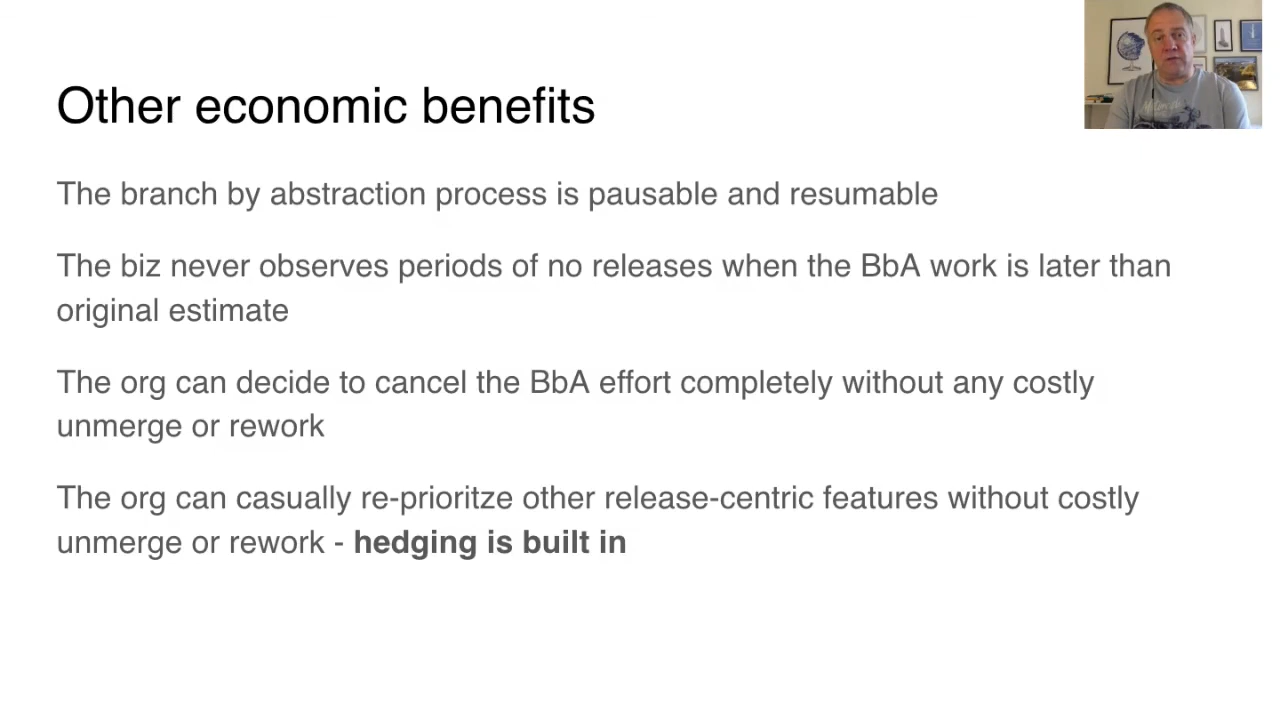 Other economic benefits
The branch by abstraction process is pausable and resumable
The biz never observes periods of no releases when the BbA work is later than
original estimate
The org can decide to cancel the BbA effort completely without any costly
unmerge or rework
The org can casually re-prioritze other release-centric features without costly
unmerge or rework - hedging is built in